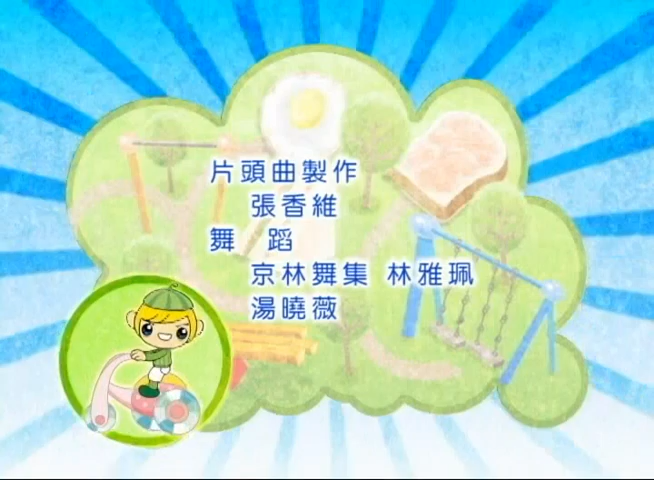 片頭曲製作
張香維
舞 蹈
京林舞集 林雅珮
湯曉薇